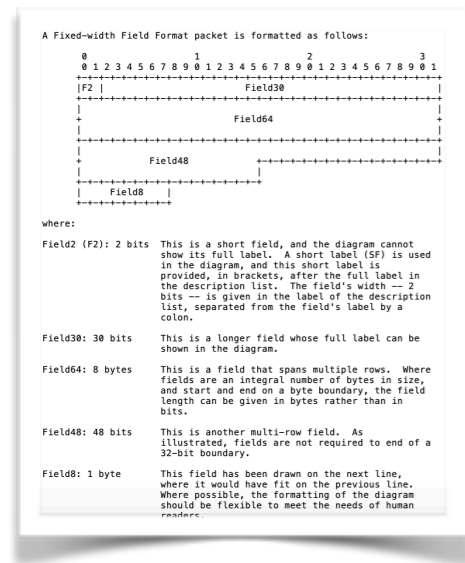 A Fixed-width Field Format packet is formatted as follows:
0                   1                   2                   3
0 1 2 3 4 5 6 7 8 9 0 1 2 3 4 5 6 7 8 9 0 1 2 3 4 5 6 7 8 9 0 1
+-+-+-+-+-+-+-+-+-+-+-+-+-+-+-+-+-+-+-+-+-+-+-+-+-+-+-+-+-+-+-+-+
|F2 |                         Field30                           |
+-+-+-+-+-+-+-+-+-+-+-+-+-+-+-+-+-+-+-+-+-+-+-+-+-+-+-+-+-+-+-+-+
|                                                               |
+                            Field64                            +
|                                                               |
+-+-+-+-+-+-+-+-+-+-+-+-+-+-+-+-+-+-+-+-+-+-+-+-+-+-+-+-+-+-+-+-+
|                                                               |
+            Field48            +-+-+-+-+-+-+-+-+-+-+-+-+-+-+-+-+
|                               |
+-+-+-+-+-+-+-+-+-+-+-+-+-+-+-+-+
|     Field8    |
+-+-+-+-+-+-+-+-+
where:
Field2 (F2): 2 bits  This is a short field, and the diagram cannot
show its full label.  A short label (SF) is used
in the diagram, and this short label is
provided, in brackets, after the full label in
the description list.  The field's width -- 2
bits -- is given in the label of the description
list, separated from the field's label by a
colon.
Field30: 30 bits     This is a longer field whose full label can be
shown in the diagram.
Field64: 8 bytes     This is a field that spans multiple rows.  Where
fields are an integral number of bytes in size,
and start and end on a byte boundary, the field
length can be given in bytes rather than in
bits.
Field48: 48 bits     This is another multi-row field.  As
illustrated, fields are not required to end of a
32-bit boundary.
Field8: 1 byte       This field has been drawn on the next line,
where it would have fit on the previous line.
Where possible, the formatting of the diagram
should be flexible to meet the needs of human
readers.